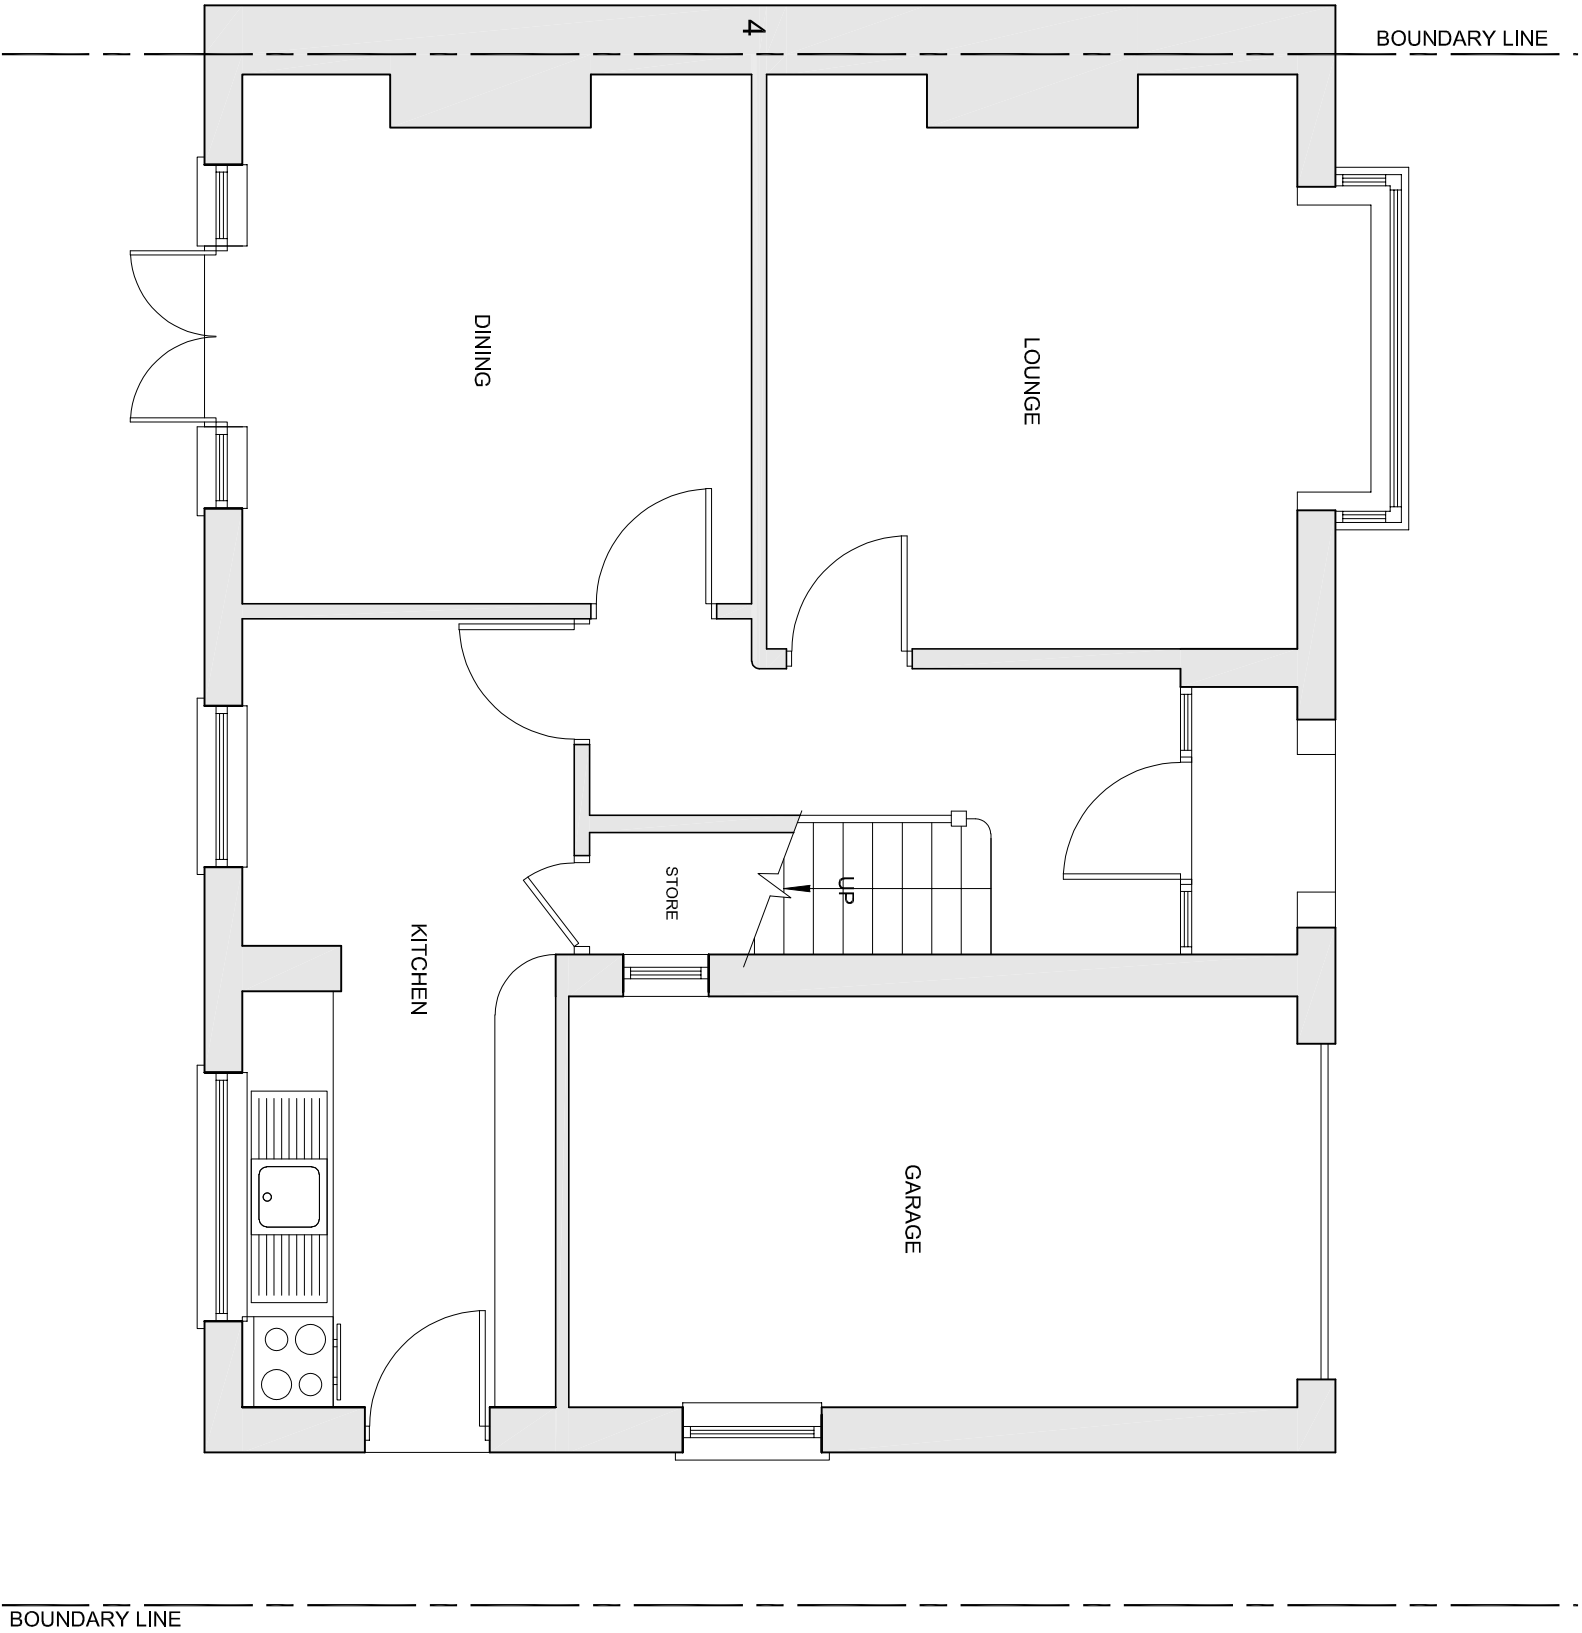 4
BOUNDARY LINE
DINING
LOUNGE
STORE
UP
KITCHEN
GARAGE
BOUNDARY LINE